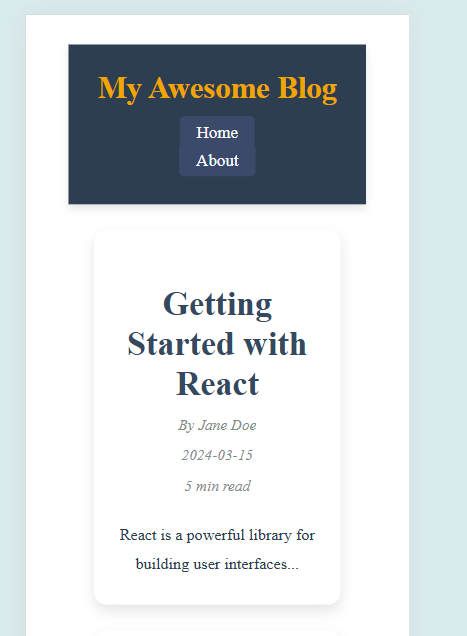 My Awesome Blog
Home
About
Getting
Started with
React
By Jane Doe
2024-03-15
5 min read
React is a powerful library for
building user interfaces...